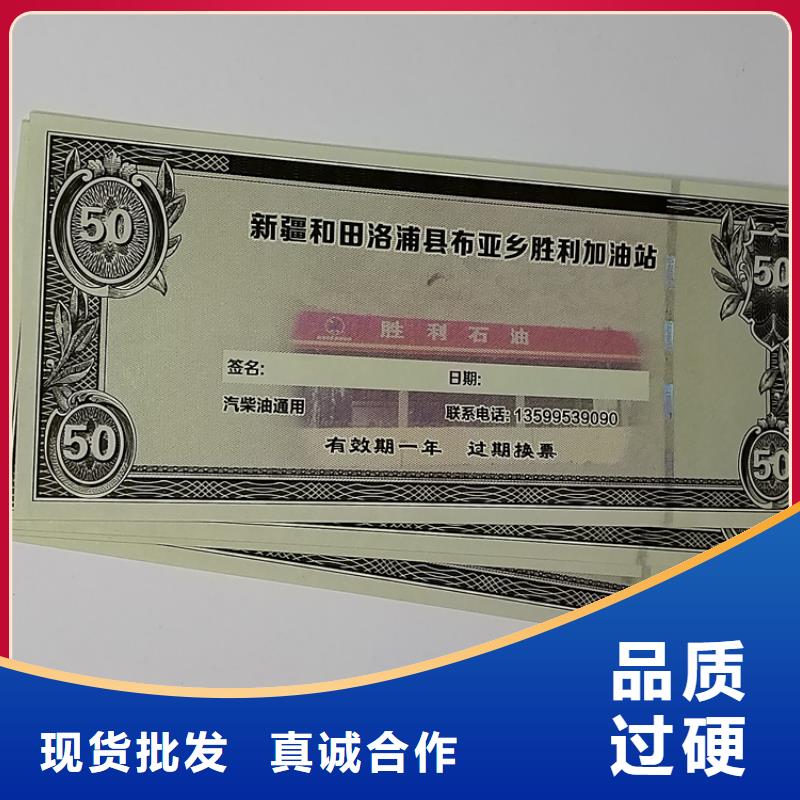 50
新疆和田洛浦县布亚乡胜利加油站
50
胜利石油
签名: 日期:
汽柴油通用 联系电话: 13599539090
有效期一年 过期换票
50
50
品质
过硬
现货批发 真诚合作